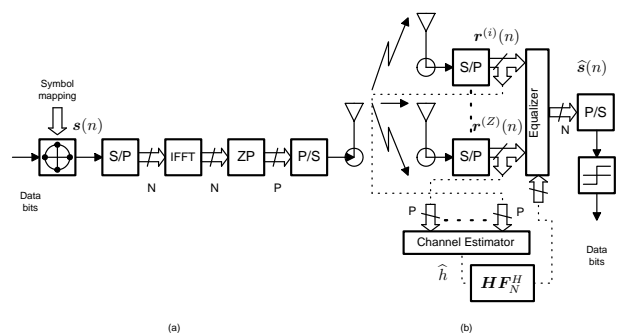 Symbol
mapping
s(n)
Data
bits
S/P
N
IFFT
N
ZP
P
P/S
r^(i)(n)
S/P
r^(Z)(n)
S/P
Equalizer
ŝ(n)
N
P/S
P
P
Channel Estimator
ĥ
HF_N^H
Data
bits
(a)
(b)